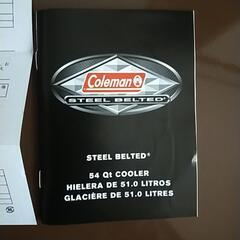 Coleman
STEEL BELTED®
STEEL BELTED®
54 Qt COOLER
HIELERA DE 51.0 LITROS
GLACIÈRE DE 51.0 LITRES